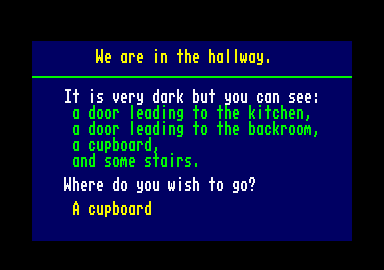 We are in the hallway.
It is very dark but you can see:
a door leading to the kitchen,
a door leading to the backroom,
a cupboard,
and some stairs.
Where do you wish to go?
A cupboard